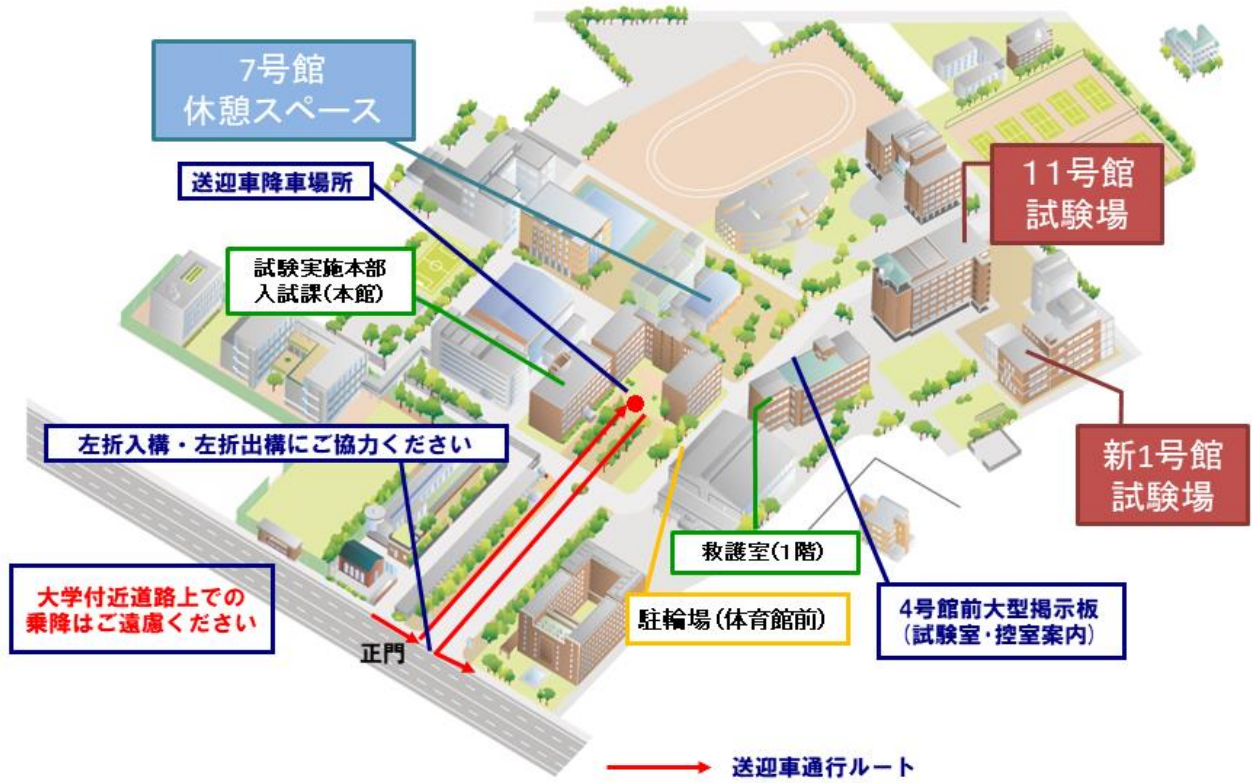 7号館
休憩スペース
送迎車降車場所
11号館
試験場
試験実施本部
入試課(本館)
左折入構・左折出構にご協力ください
新1号館
試験場
救護室(1階)
大学付近道路上での
乗降はご遠慮ください
駐輪場(体育館前)
4号館前大型掲示板
(試験室・控室案内)
正門
送迎車通行ルート